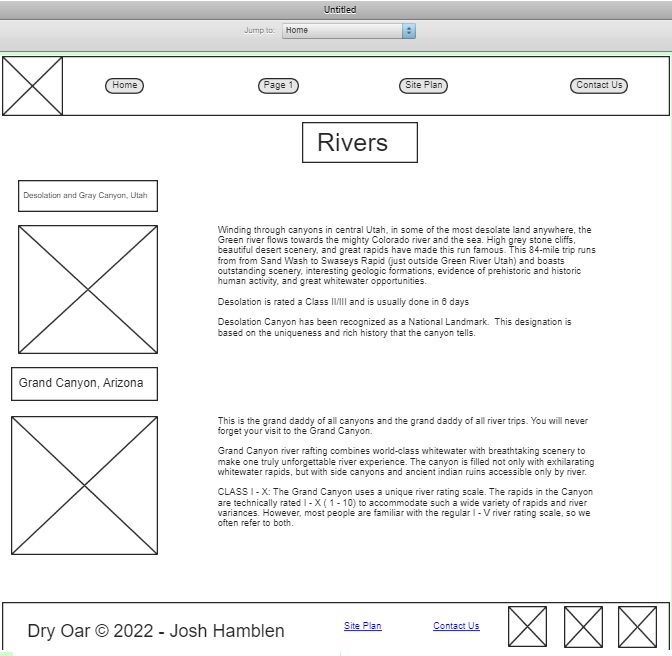 Untitled
Jump to: Home
Home Page 1 Site Plan Contact Us
Rivers
Desolation and Gray Canyon, Utah
Winding through canyons in central Utah, in some of the most desolate land anywhere, the
Green river flows towards the mighty Colorado river and the sea. High grey stone cliffs,
beautiful desert scenery, and great rapids have made this run famous. This 84-mile trip runs
from from Sand Wash to Swaseys Rapid (just outside Green River Utah) and boasts
outstanding scenery, interesting geologic formations, evidence of prehistoric and historic
human activity, and great whitewater opportunities.
Desolation is rated a Class II/III and is usually done in 6 days
Desolation Canyon has been recognized as a National Landmark. This designation is
based on the uniqueness and rich history that the canyon tells.
Grand Canyon, Arizona
This is the grand daddy of all canyons and the grand daddy of all river trips. You will never
forget your visit to the Grand Canyon.
Grand Canyon river rafting combines world-class whitewater with breathtaking scenery to
make one truly unforgettable river experience. The canyon is filled not only with exhilarating
whitewater rapids, but with side canyons and ancient indian ruins accessible only by river.
CLASS I - X: The Grand Canyon uses a unique river rating scale. The rapids in the Canyon
are technically rated I - X ( 1 - 10) to accommodate such a wide variety of rapids and river
variances. However, most people are familiar with the regular I - V river rating scale, so we
often refer to both.
Dry Oar © 2022 - Josh Hamblen Site Plan Contact Us